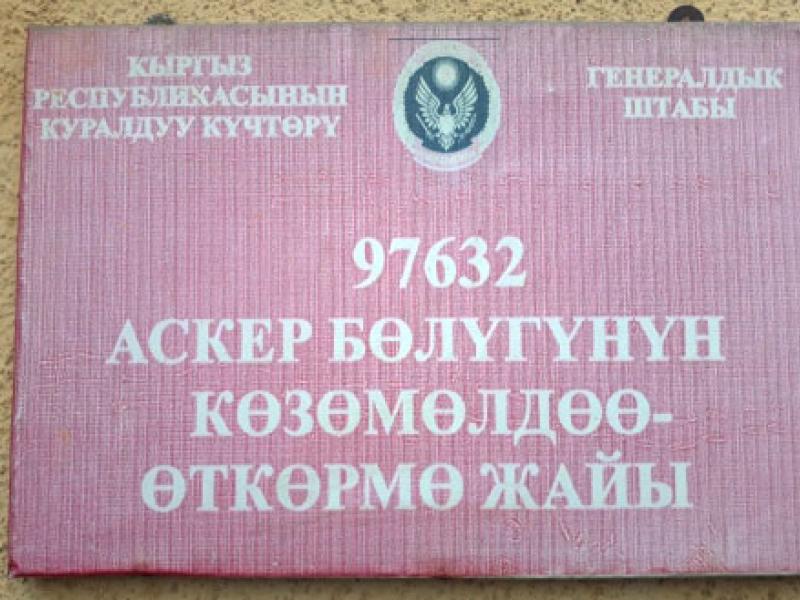 КЫРГЫЗ
РЕСПУБЛИКАСЫНЫН
КУРАЛДУУ КҮЧТӨРҮ
ГЕНЕРАЛДЫК
ШТАБЫ
97632
АСКЕР БӨЛҮГҮНҮН
КӨЗӨМӨЛДӨӨ-
ӨТКӨРМӨ ЖАЙЫ